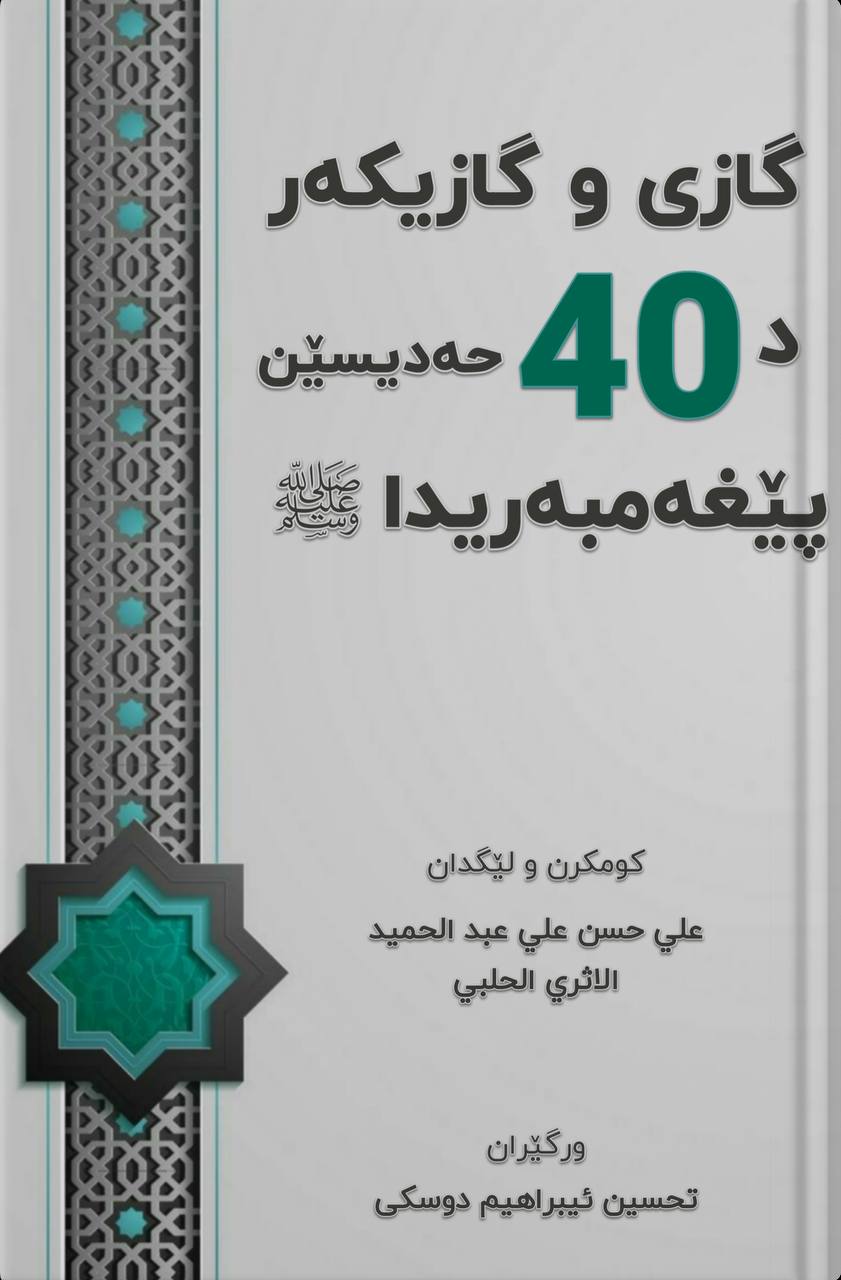 گازی و گازیکەر
د 40 حەدیسێن
پێغەمبەریدا ﷺ
کومکرن و لێگدان
علي حسن علي عبد الحميد
الاثري الحلبي
ورگێران
تحسین ئیبراهیم دوسکی